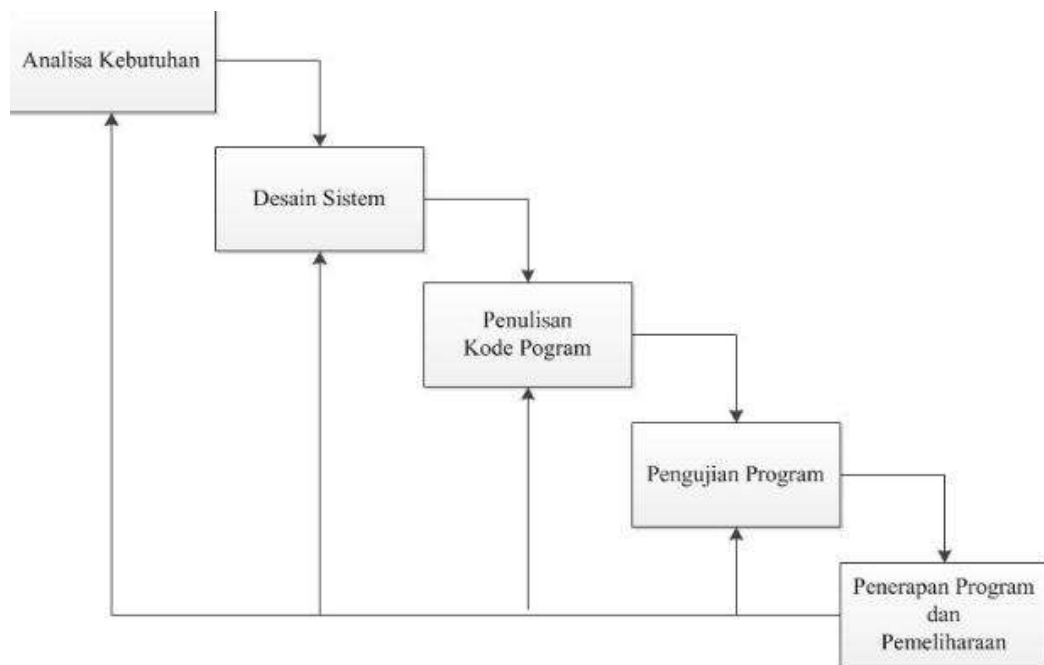 Analisa Kebutuhan
Desain Sistem
Penulisan
Kode Pogram
Pengujian Program
Penerapan Program
dan
Pemeliharaan